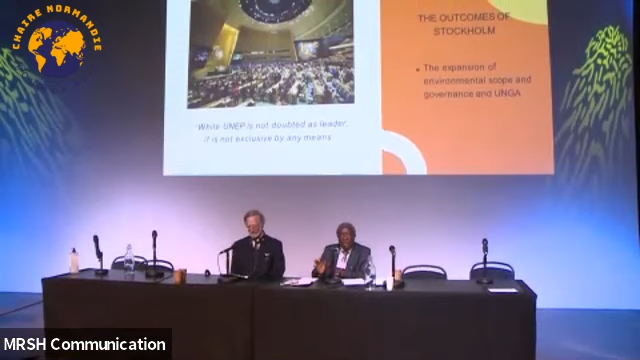 CHAIRE NORMANDIE
THE OUTCOMES OF
STOCKHOLM
The expansion of
environmental scope and
governance and UNGA
'While UNEP is not doubted as leader,
it is not exclusive by any means
MRSH Communication